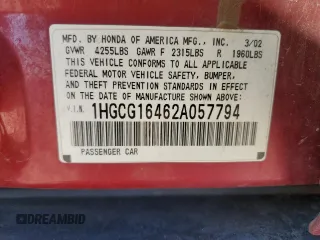 MFD. BY HONDA OF AMERICA MFG., INC. 3/02
GVWR 4255LBS GAWR F 2315LBS R 1960LBS
THIS VEHICLE CONFORMS TO ALL APPLICABLE
FEDERAL MOTOR VEHICLE SAFETY, BUMPER,
AND THEFT PREVENTION STANDARDS IN EFFECT
ON THE DATE OF MANUFACTURE SHOWN ABOVE.
V.I.N. 1HGCG16462A057794
PASSENGER CAR
DREAMBID